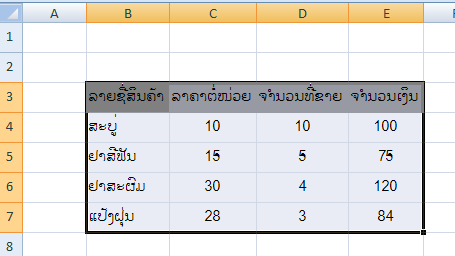 A B C D E
1
2
3 ລາຍຊື່ສິນຄ້າ ລາຄາຕໍ່ໜ່ວຍ ຈຳນວນທີ່ຂາຍ ຈຳນວນເງິນ
4 ສະບູ່ 10 10 100
5 ຢາສີຟັນ 15 5 75
6 ຢາສະຜົມ 30 4 120
7 ແປ້ງຝຸ່ນ 28 3 84
8